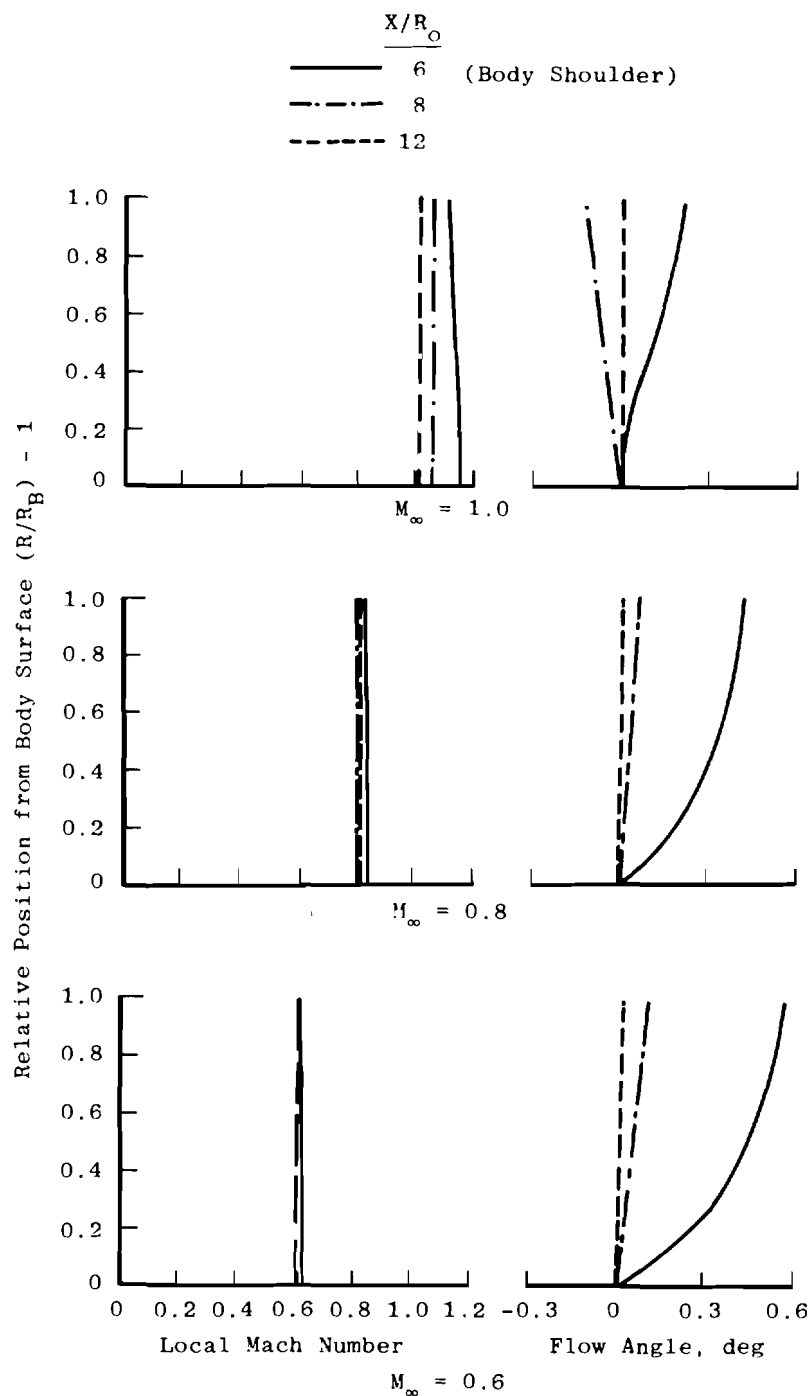 X/R_O
6 (Body Shoulder)
8
12
Relative Position from Body Surface (R/R_B) - 1
1.0
0.8
0.6
0.4
0.2
0
M_∞ = 1.0
1.0
0.8
0.6
0.4
0.2
0
M_∞ = 0.8
1.0
0.8
0.6
0.4
0.2
0
0 0.2 0.4 0.6 0.8 1.0 1.2 -0.3 0 0.3 0.6
Local Mach Number Flow Angle, deg
M_∞ = 0.6